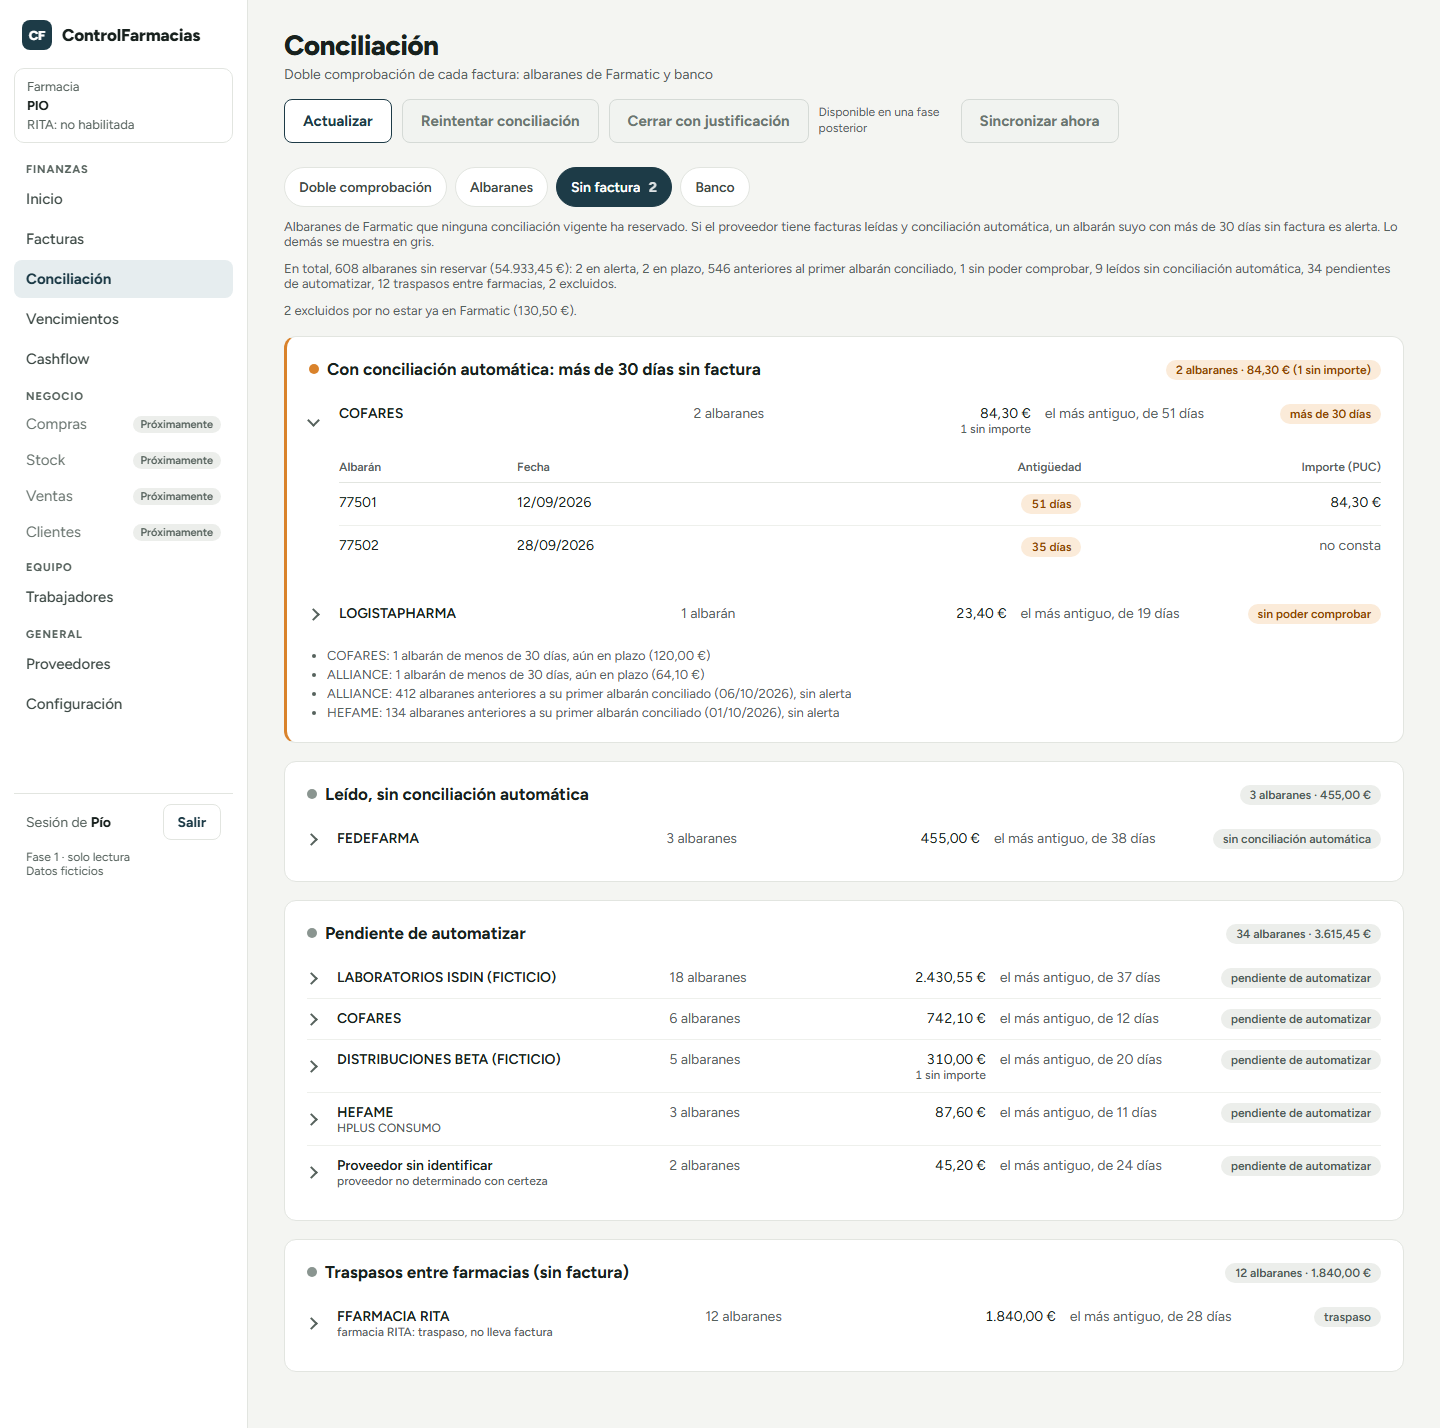 CF ControlFarmacias
Farmacia
PIO
RITA: no habilitada
FINANZAS
Inicio
Facturas
Conciliación
Vencimientos
Cashflow
NEGOCIO
Compras Próximamente
Stock Próximamente
Ventas Próximamente
Clientes Próximamente
EQUIPO
Trabajadores
GENERAL
Proveedores
Configuración
Sesión de Pío Salir
Fase 1 · solo lectura
Datos ficticios
Conciliación
Doble comprobación de cada factura: albaranes de Farmatic y banco
Actualizar Reintentar conciliación Cerrar con justificación Disponible en una fase
posterior
Sincronizar ahora
Doble comprobación Albaranes Sin factura 2 Banco
Albaranes de Farmatic que ninguna conciliación vigente ha reservado. Si el proveedor tiene facturas leídas y conciliación automática, un albarán suyo con más de 30 días sin factura es alerta. Lo
demás se muestra en gris.
En total, 608 albaranes sin reservar (54.933,45 €): 2 en alerta, 2 en plazo, 546 anteriores al primer albarán conciliado, 1 sin poder comprobar, 9 leídos sin conciliación automática, 34 pendientes
de automatizar, 12 traspasos entre farmacias, 2 excluidos.
2 excluidos por no estar ya en Farmatic (130,50 €).
Con conciliación automática: más de 30 días sin factura 2 albaranes · 84,30 € (1 sin importe)
COFARES 2 albaranes 84,30 € el más antiguo, de 51 días más de 30 días
1 sin importe
Albarán Fecha Antigüedad Importe (PUC)
77501 12/09/2026 51 días 84,30 €
77502 28/09/2026 35 días no consta
LOGISTAPHARMA 1 albarán 23,40 € el más antiguo, de 19 días sin poder comprobar
• COFARES: 1 albarán de menos de 30 días, aún en plazo (120,00 €)
• ALLIANCE: 1 albarán de menos de 30 días, aún en plazo (64,10 €)
• ALLIANCE: 412 albaranes anteriores a su primer albarán conciliado (06/10/2026), sin alerta
• HEFAME: 134 albaranes anteriores a su primer albarán conciliado (01/10/2026), sin alerta
Leído, sin conciliación automática 3 albaranes · 455,00 €
FEDEFARMA 3 albaranes 455,00 € el más antiguo, de 38 días sin conciliación automática
Pendiente de automatizar 34 albaranes · 3.615,45 €
LABORATORIOS ISDIN (FICTICIO) 18 albaranes 2.430,55 € el más antiguo, de 37 días pendiente de automatizar
COFARES 6 albaranes 742,10 € el más antiguo, de 12 días pendiente de automatizar
DISTRIBUCIONES BETA (FICTICIO) 5 albaranes 310,00 € el más antiguo, de 20 días pendiente de automatizar
1 sin importe
HEFAME 3 albaranes 87,60 € el más antiguo, de 11 días pendiente de automatizar
HPLUS CONSUMO
Proveedor sin identificar 2 albaranes 45,20 € el más antiguo, de 24 días pendiente de automatizar
proveedor no determinado con certeza
Traspasos entre farmacias (sin factura) 12 albaranes · 1.840,00 €
FFARMACIA RITA 12 albaranes 1.840,00 € el más antiguo, de 28 días traspaso
farmacia RITA: traspaso, no lleva factura